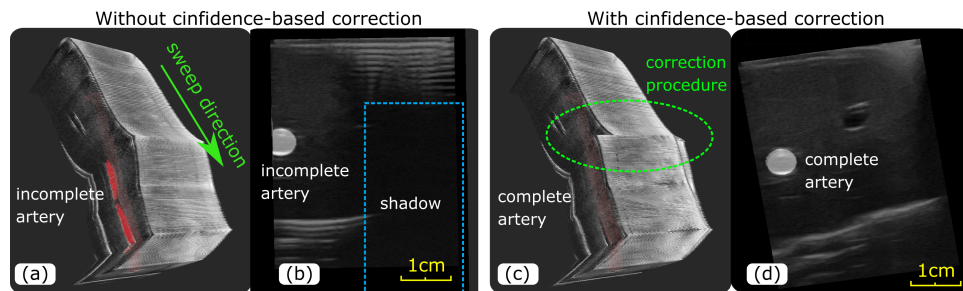 Without cinfidence-based correction
With cinfidence-based correction
sweep direction
incomplete
artery
(a)
incomplete
artery
shadow
(b)
1cm
correction
procedure
complete
artery
(c)
complete
artery
(d)
1cm